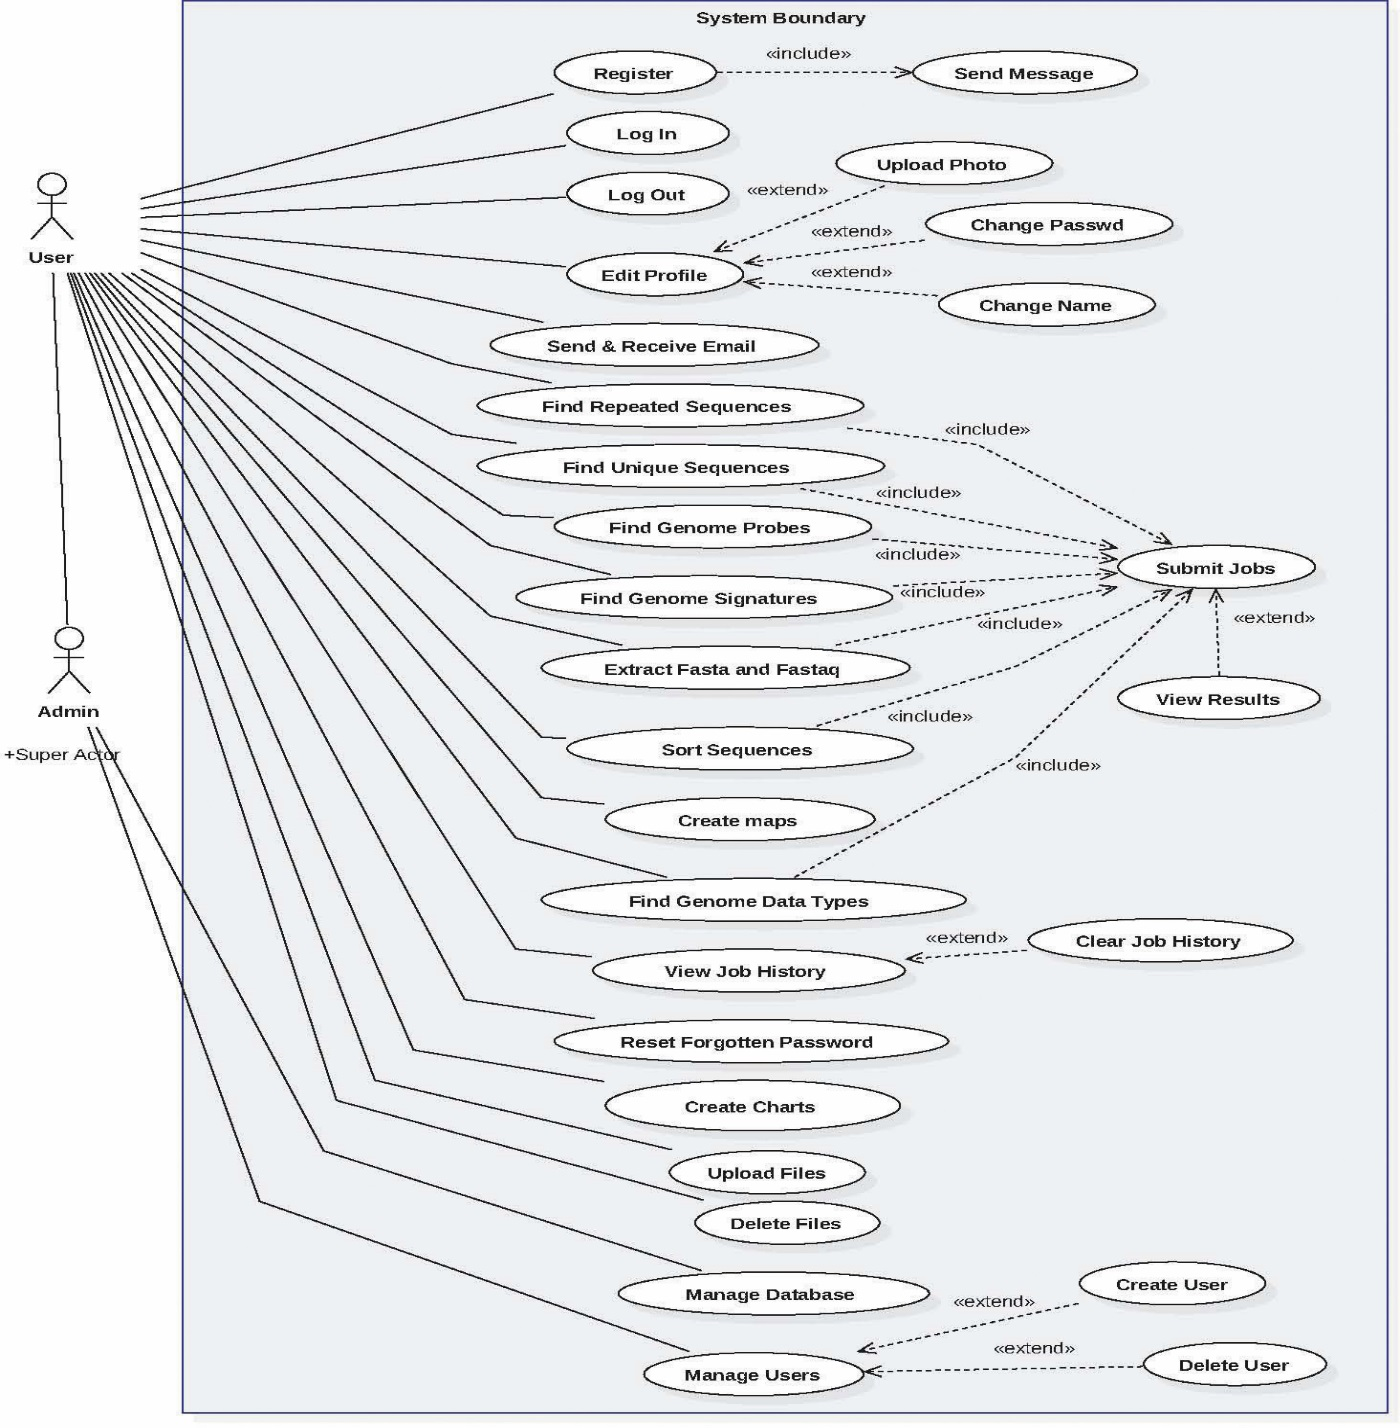 System Boundary
«include»
Register
Send Message
Log In
Upload Photo
«extend»
Log Out
Change Passwd
«extend»
User
Edit Profile
«extend»
Change Name
Send & Receive Email
Find Repeated Sequences
«include»
Find Unique Sequences
«include»
Find Genome Probes
«include»
Submit Jobs
Find Genome Signatures
«include»
«include»
«extend»
Extract Fasta and Fastaq
View Results
Admin
«include»
Sort Sequences
+Super Actor
«include»
Create maps
Find Genome Data Types
«extend»
Clear Job History
View Job History
Reset Forgotten Password
Create Charts
Upload Files
Delete Files
Manage Database
Create User
«extend»
«extend»
Delete User
Manage Users